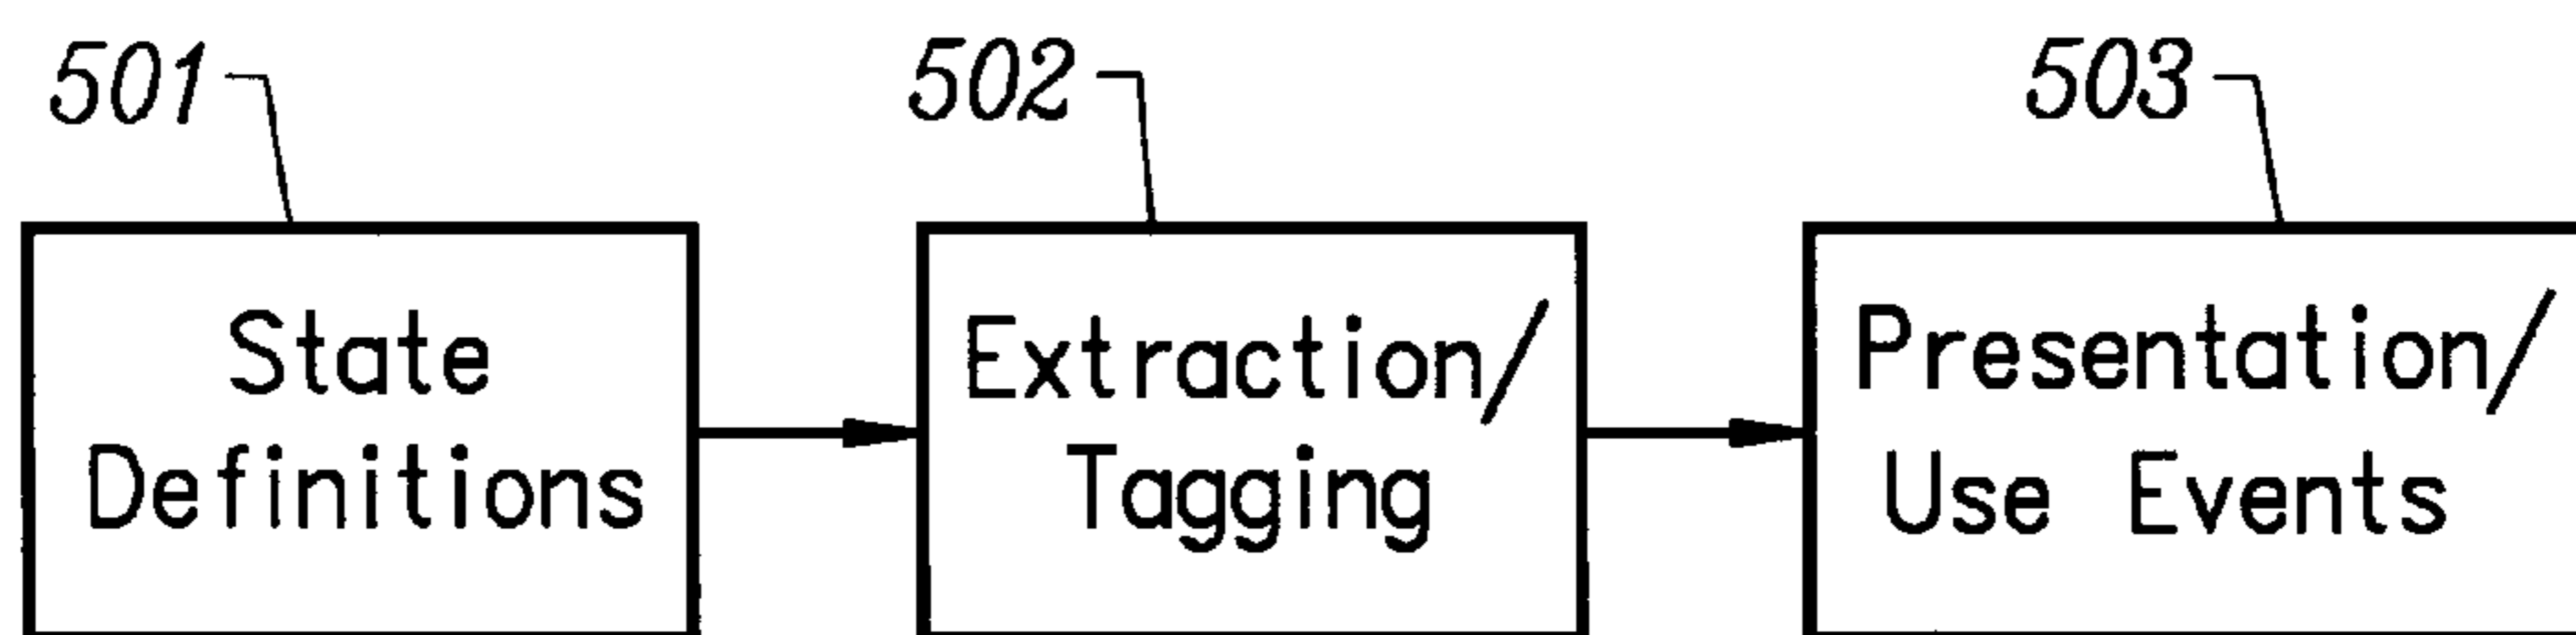 501
502
503
State
Definitions
Extraction/
Tagging
Presentation/
Use Events